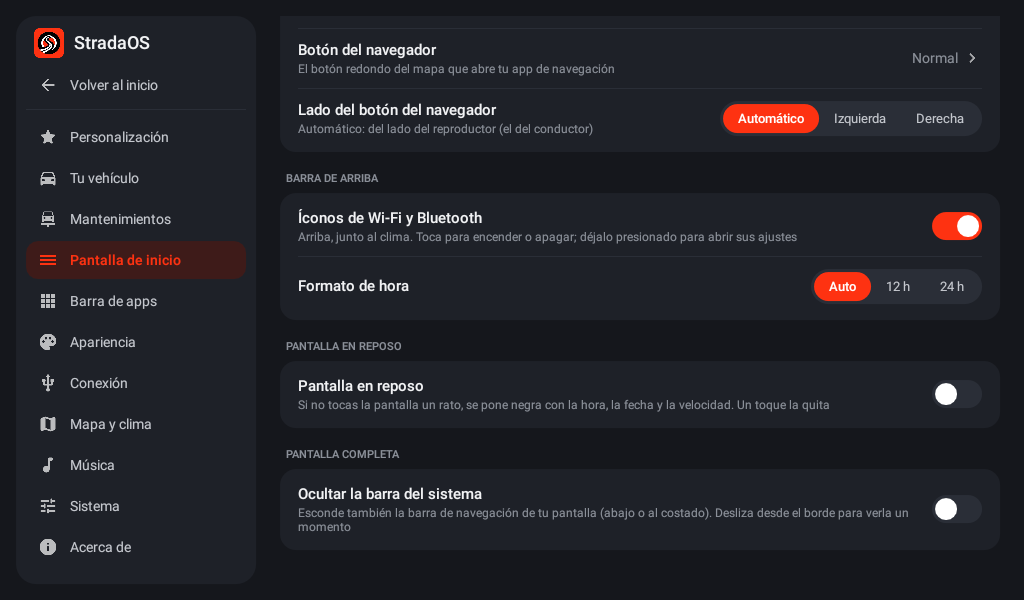 StradaOS
Volver al inicio
Personalización
Tu vehículo
Mantenimientos
Pantalla de inicio
Barra de apps
Apariencia
Conexión
Mapa y clima
Música
Sistema
Acerca de
Botón del navegador
El botón redondo del mapa que abre tu app de navegación
Normal
Lado del botón del navegador
Automático: del lado del reproductor (el del conductor)
Automático Izquierda Derecha
BARRA DE ARRIBA
Íconos de Wi-Fi y Bluetooth
Arriba, junto al clima. Toca para encender o apagar; déjalo presionado para abrir sus ajustes
Formato de hora
Auto 12 h 24 h
PANTALLA EN REPOSO
Pantalla en reposo
Si no tocas la pantalla un rato, se pone negra con la hora, la fecha y la velocidad. Un toque la quita
PANTALLA COMPLETA
Ocultar la barra del sistema
Esconde también la barra de navegación de tu pantalla (abajo o al costado). Desliza desde el borde para verla un
momento